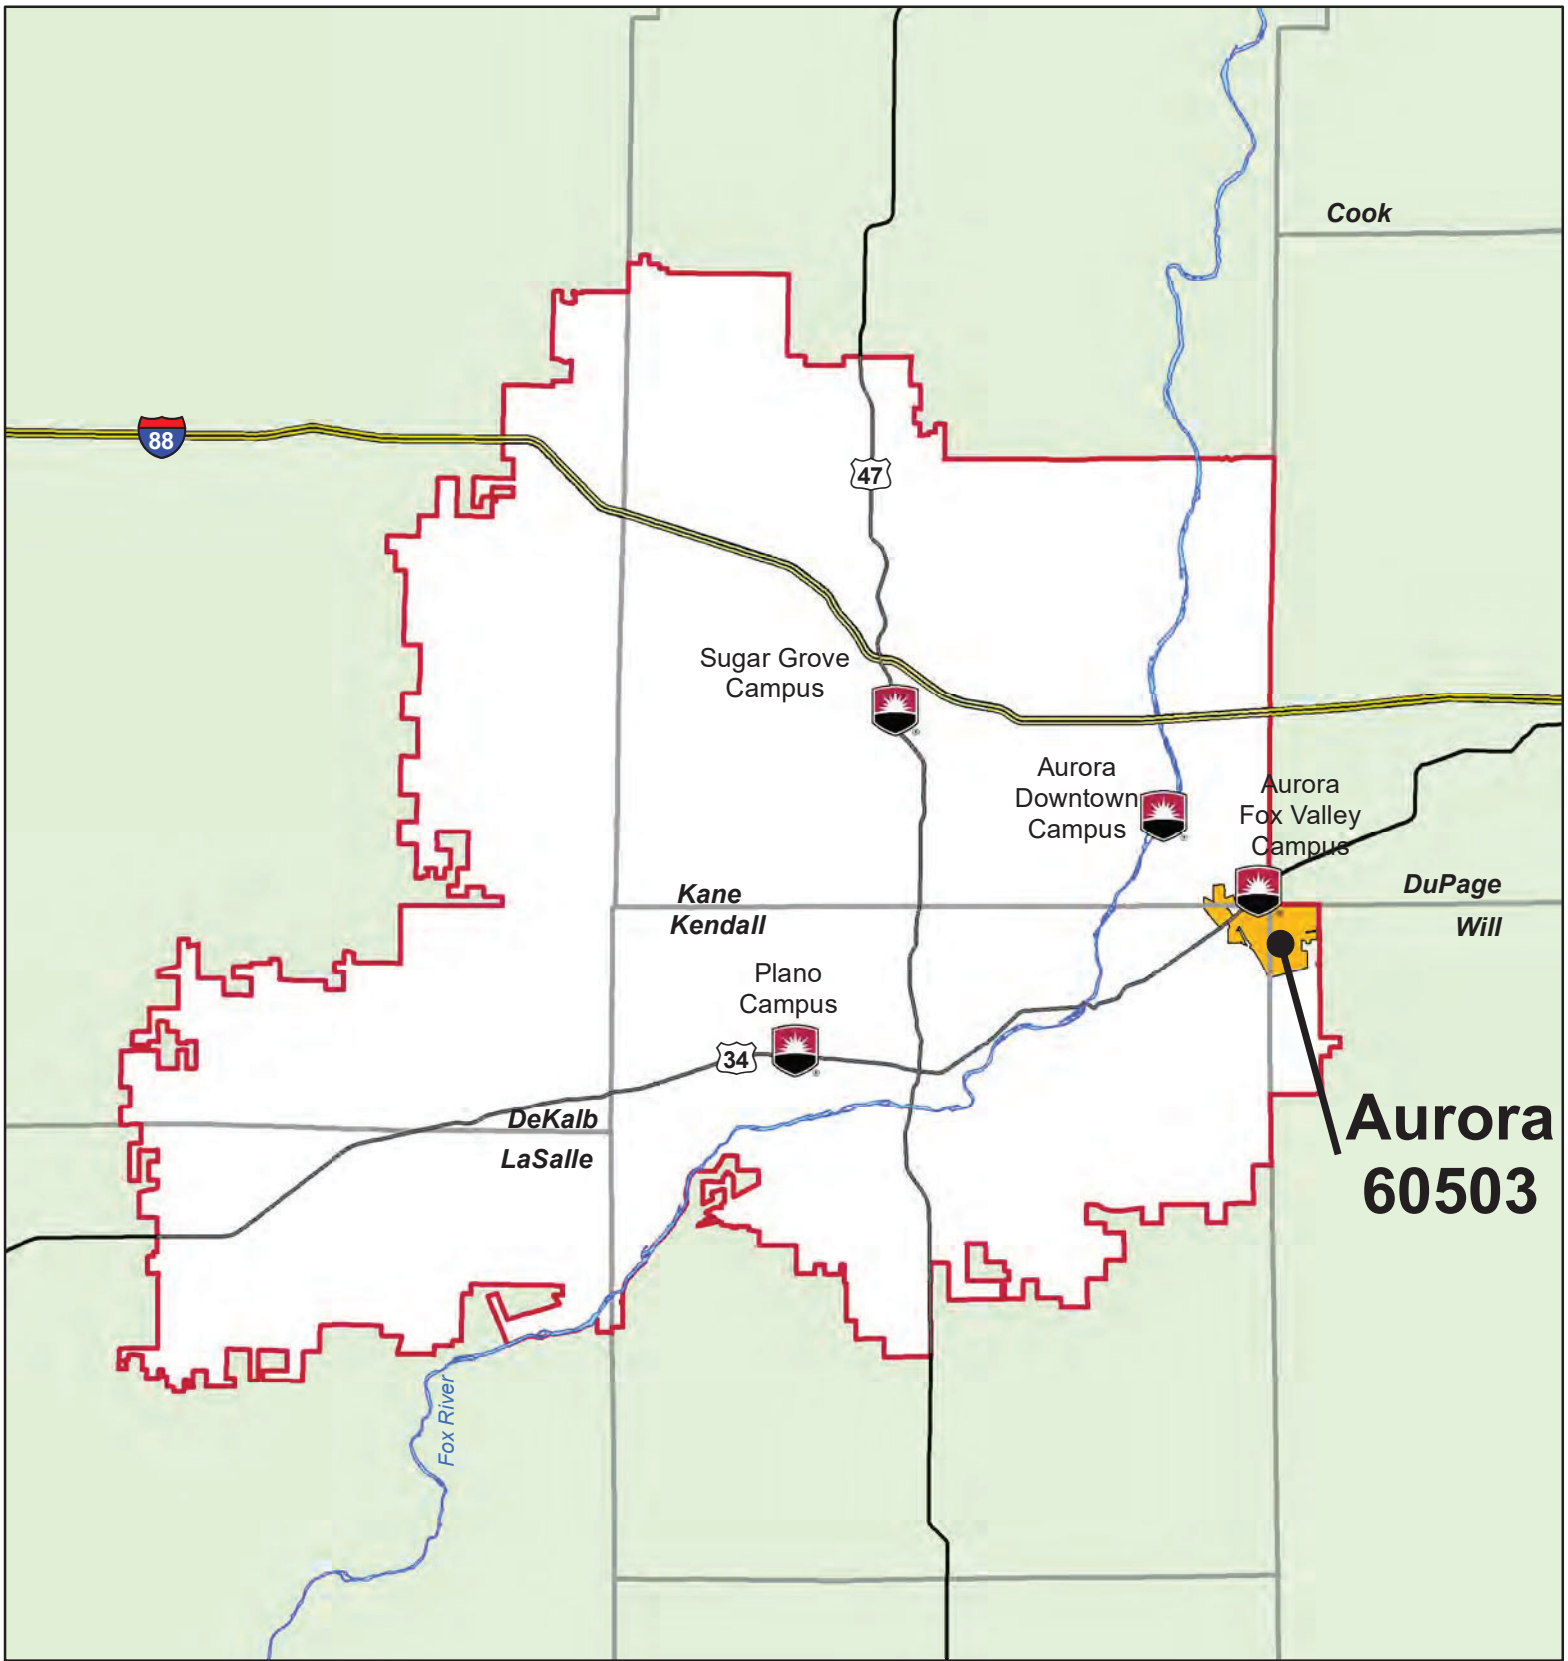 Cook
88
47
Sugar Grove
Campus
Aurora
Downtown
Campus
Aurora
Fox Valley
Campus
Kane
Kendall
DuPage
Will
Plano
Campus
34
DeKalb
LaSalle
Aurora
60503
Fox River